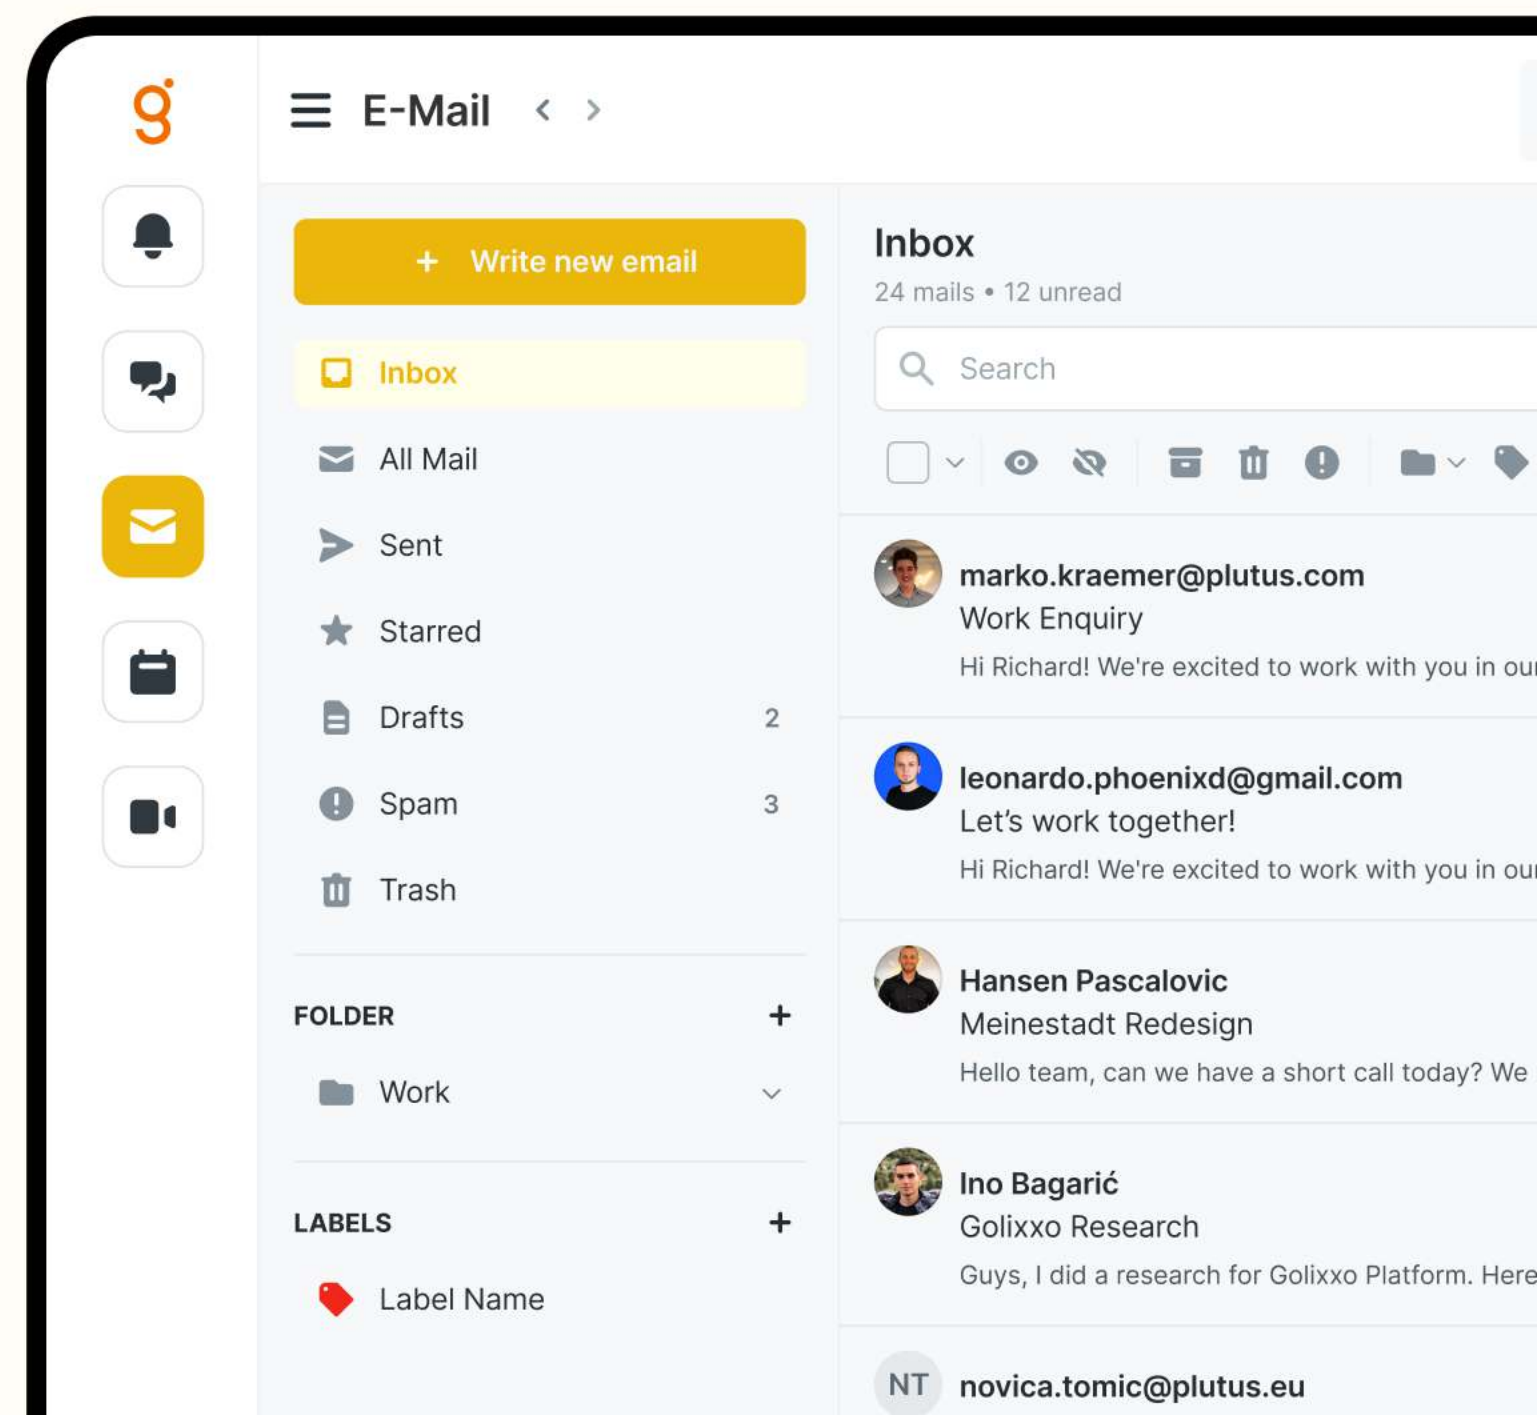 g
E-Mail
+ Write new email
Inbox
All Mail
Sent
Starred
Drafts 2
Spam 3
Trash
FOLDER +
Work
LABELS +
Label Name
Inbox
24 mails • 12 unread
Search
marko.kraemer@plutus.com
Work Enquiry
Hi Richard! We're excited to work with you in our
leonardo.phoenixd@gmail.com
Let’s work together!
Hi Richard! We're excited to work with you in our
Hansen Pascalovic
Meinestadt Redesign
Hello team, can we have a short call today? We
Ino Bagarić
Golixxo Research
Guys, I did a research for Golixxo Platform. Here
NT novica.tomic@plutus.eu